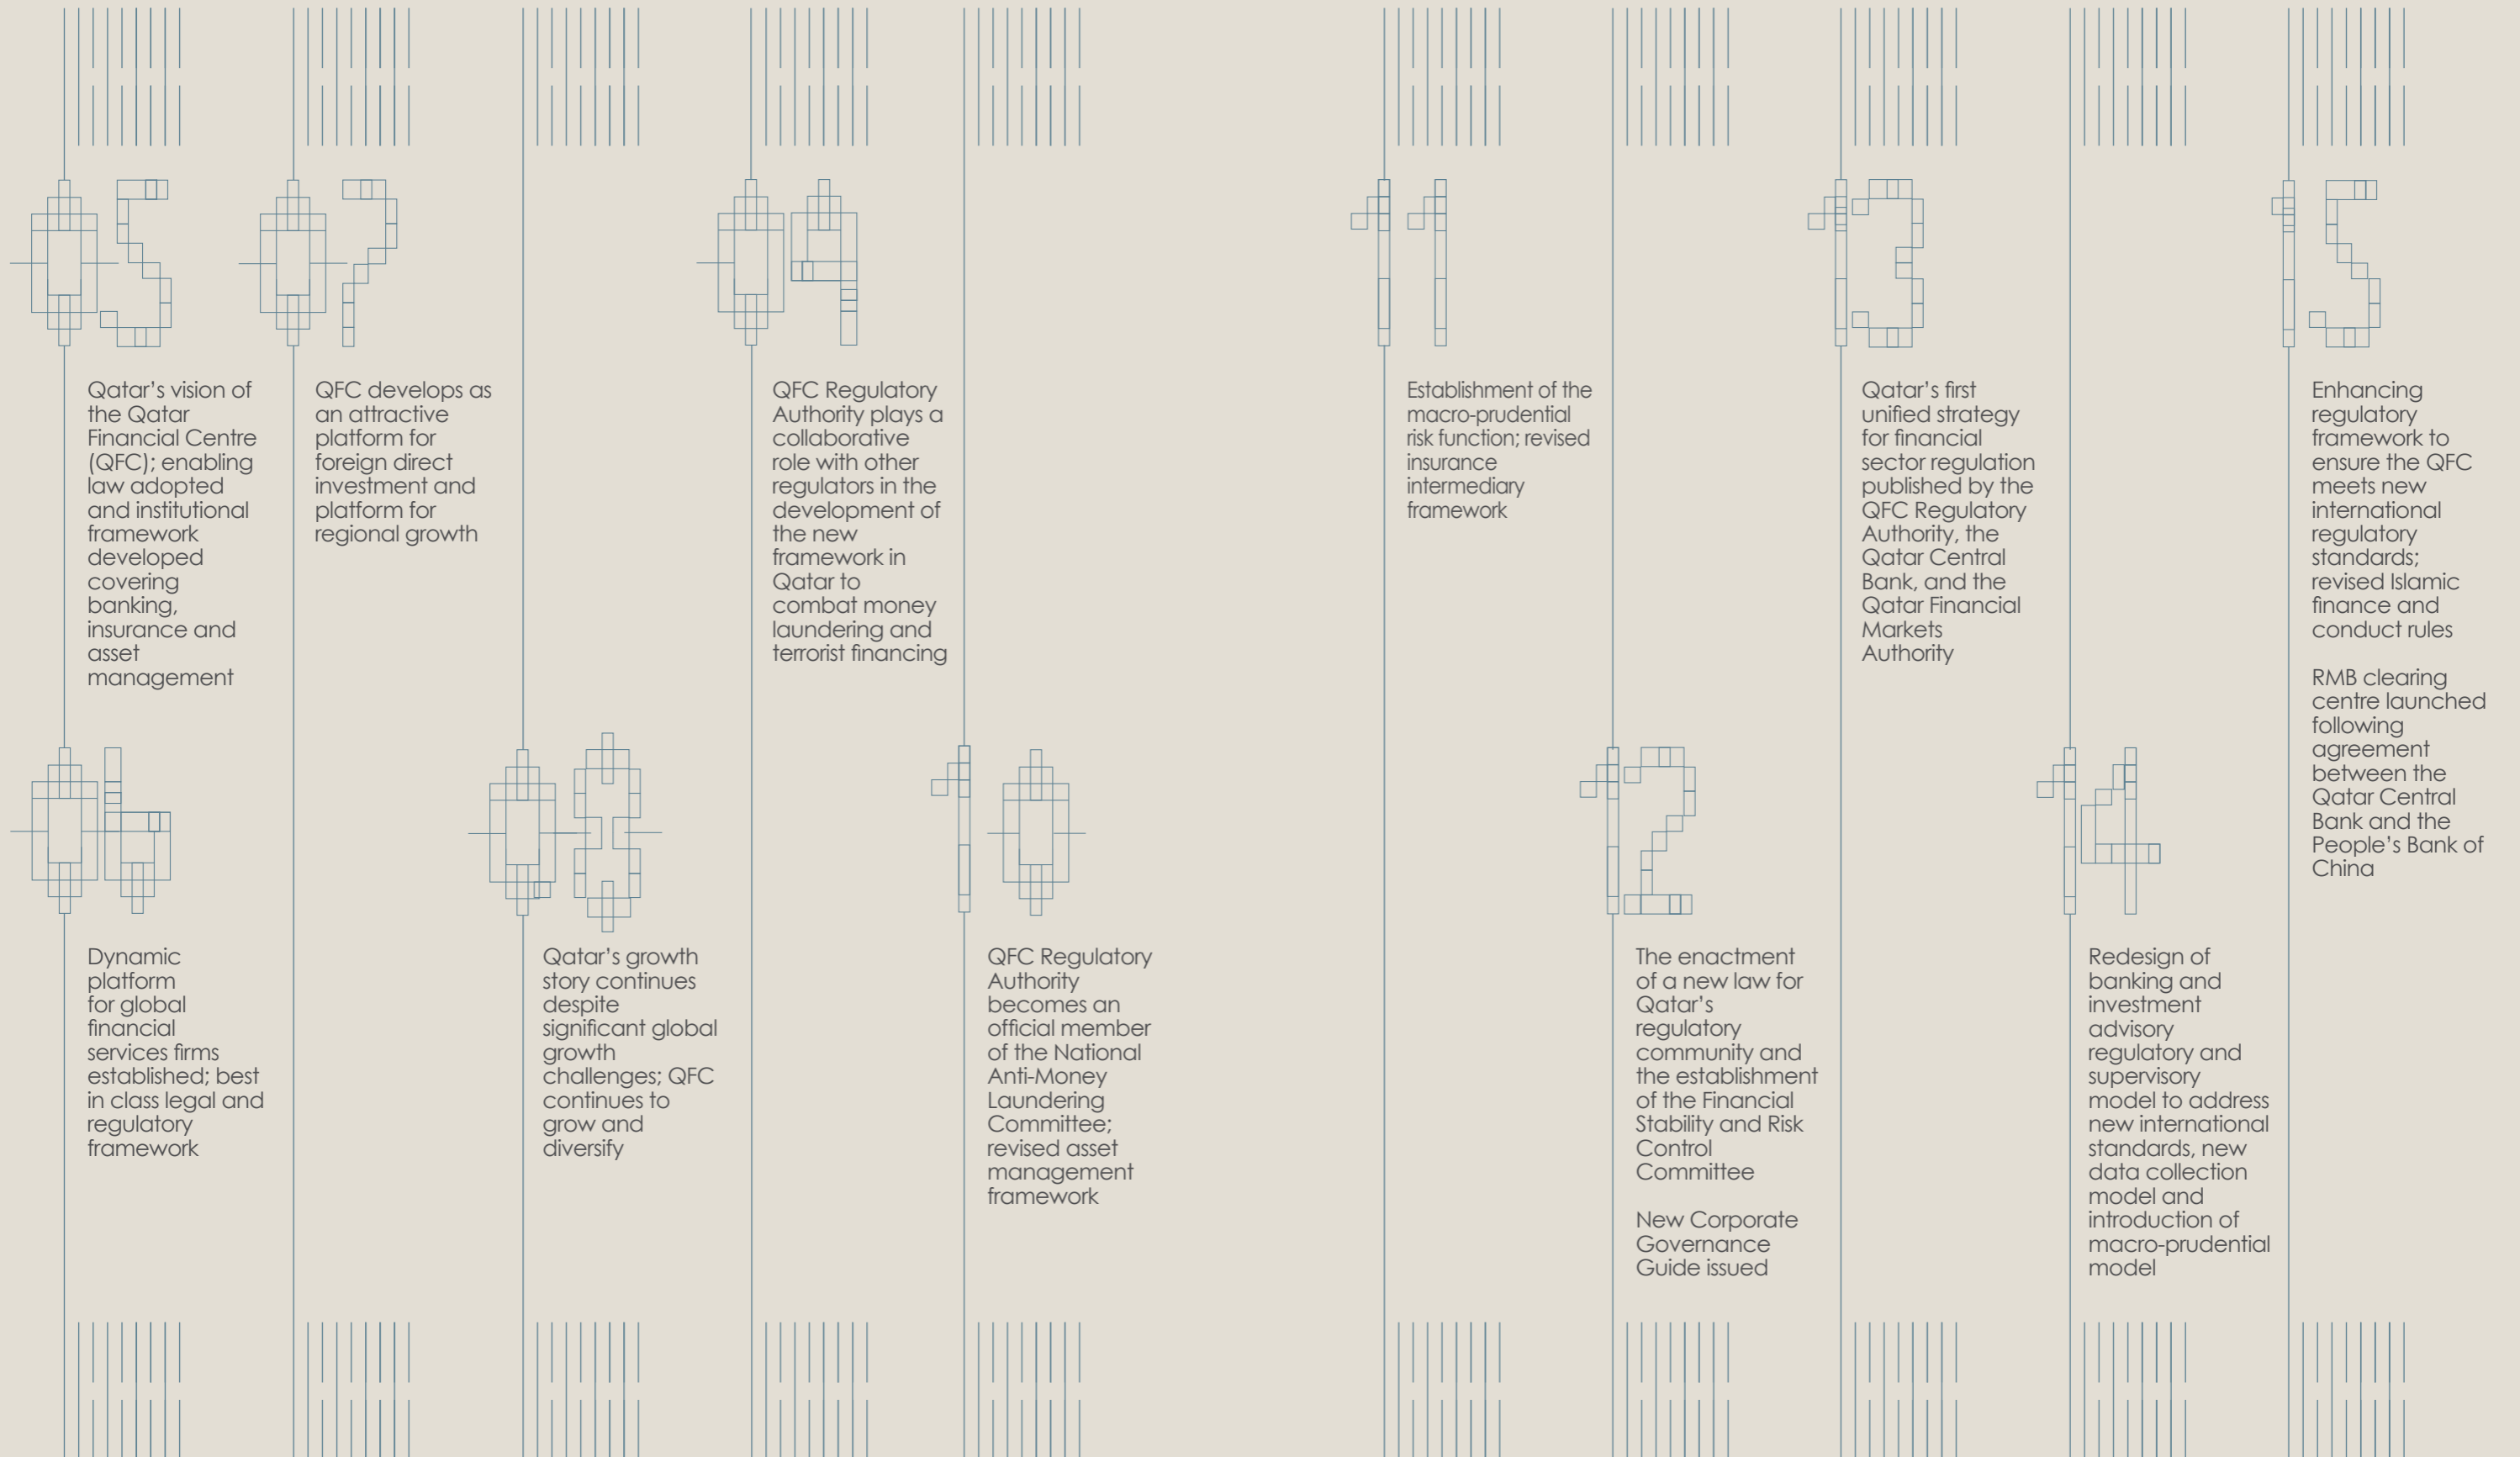 05
Qatar’s vision of
the Qatar
Financial Centre
(QFC); enabling
law adopted
and institutional
framework
developed
covering
banking,
insurance and
asset
management
06
Dynamic
platform
for global
financial
services firms
established; best
in class legal and
regulatory
framework
07
QFC develops as
an attractive
platform for
foreign direct
investment and
platform for
regional growth
08
Qatar’s growth
story continues
despite
significant global
growth
challenges; QFC
continues to
grow and
diversify
09
QFC Regulatory
Authority plays a
collaborative
role with other
regulators in the
development of
the new
framework in
Qatar to
combat money
laundering and
terrorist financing
10
QFC Regulatory
Authority
becomes an
official member
of the National
Anti-Money
Laundering
Committee;
revised asset
management
framework
11
Establishment of the
macro-prudential
risk function; revised
insurance
intermediary
framework
12
The enactment
of a new law for
Qatar’s
regulatory
community and
the establishment
of the Financial
Stability and Risk
Control
Committee
New Corporate
Governance
Guide issued
13
Qatar’s first
unified strategy
for financial
sector regulation
published by the
QFC Regulatory
Authority, the
Qatar Central
Bank, and the
Qatar Financial
Markets
Authority
14
Redesign of
banking and
investment
advisory
regulatory and
supervisory
model to address
new international
standards, new
data collection
model and
introduction of
macro-prudential
model
15
Enhancing
regulatory
framework to
ensure the QFC
meets new
international
regulatory
standards;
revised Islamic
finance and
conduct rules
RMB clearing
centre launched
following
agreement
between the
Qatar Central
Bank and the
People’s Bank of
China